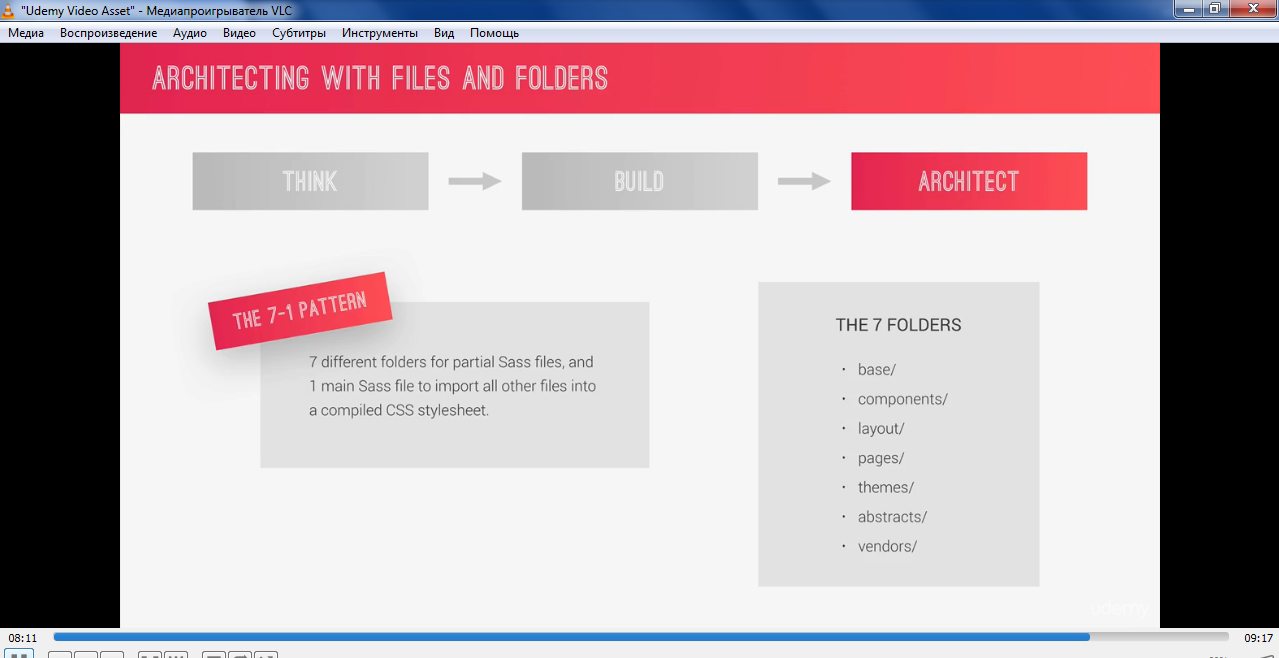 "Udemy Video Asset" - Медиапроигрыватель VLC
Медиа Воспроизведение Аудио Видео Субтитры Инструменты Вид Помощь
ARCHITECTING WITH FILES AND FOLDERS
THINK BUILD ARCHITECT
THE 7-1 PATTERN
7 different folders for partial Sass files, and
1 main Sass file to import all other files into
a compiled CSS stylesheet.
THE 7 FOLDERS
• base/
• components/
• layout/
• pages/
• themes/
• abstracts/
• vendors/
udemy
08:11 09:17